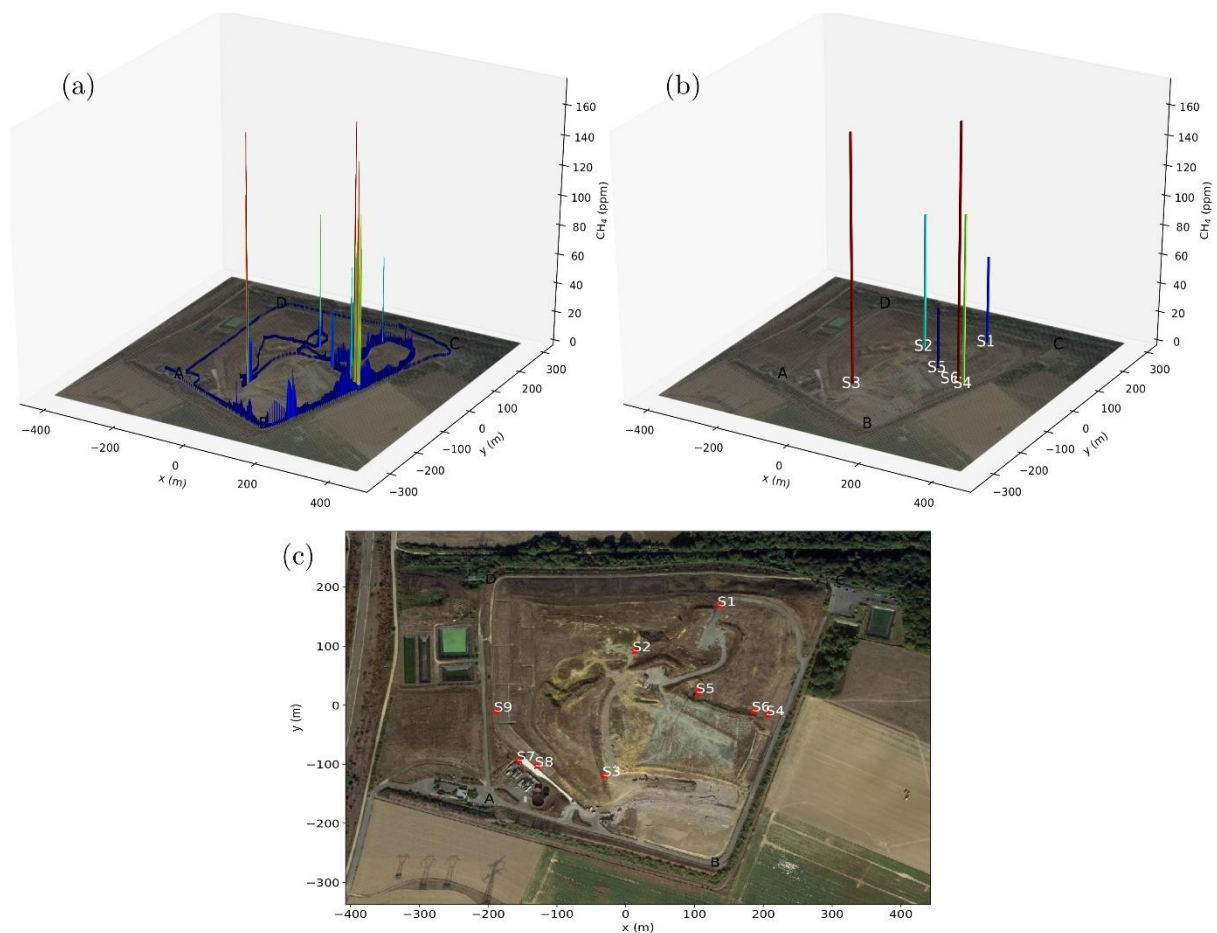 (a)
160
140
120
100
80
60
40
20
0
CH₄ (ppm)
D
C
A
B
300
200
100
0
−100
−200
−300
y (m)
−400
−200
0
200
400
x (m)
(b)
160
140
120
100
80
60
40
20
0
CH₄ (ppm)
D
S2
S1
C
A
S5
S3
S6
S4
B
300
200
100
0
−100
−200
−300
y (m)
−400
−200
0
200
400
x (m)
(c)
200
100
0
−100
−200
−300
y (m)
D
C
S1
S2
S5
S9
S6
S4
S7
S8
S3
A
B
−400
−300
−200
−100
0
100
200
300
400
x (m)